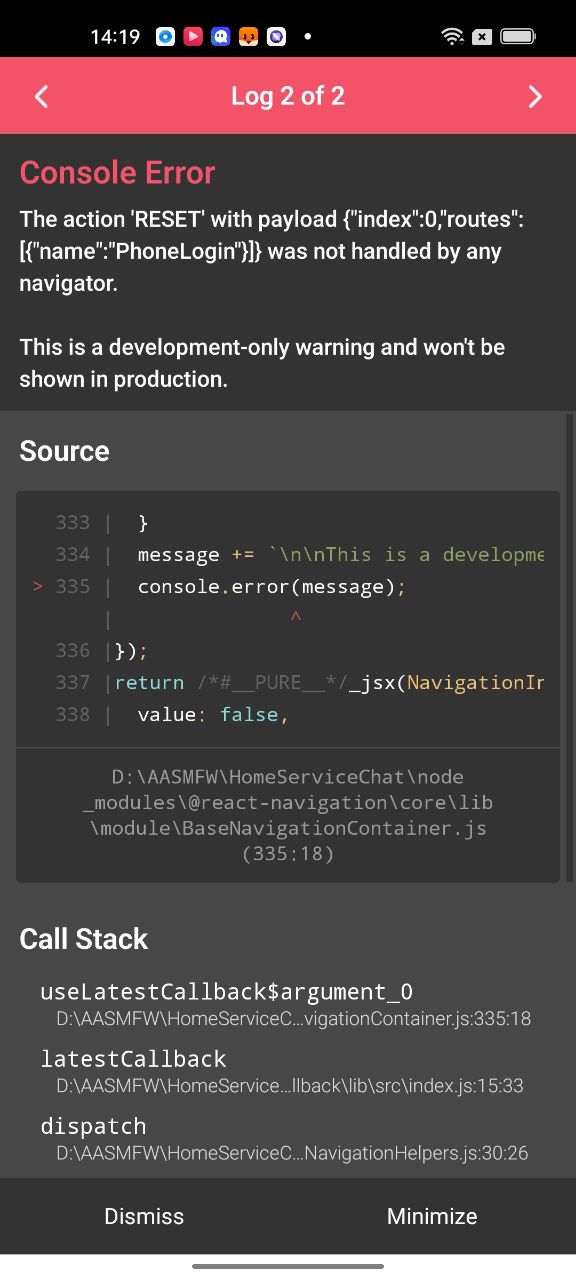 14:19
Log 2 of 2
Console Error
The action 'RESET' with payload {"index":0,"routes":
[{"name":"PhoneLogin"}]} was not handled by any
navigator.
This is a development-only warning and won't be
shown in production.
Source
333 | }
334 | message += `\n\nThis is a developme
> 335 | console.error(message);
| ^
336 | });
337 | return /*#__PURE__*/_jsx(NavigationIn
338 | value: false,
D:\AASMFW\HomeServiceChat\node
_modules\@react-navigation\core\lib
\module\BaseNavigationContainer.js
(335:18)
Call Stack
useLatestCallback$argument_0
D:\AASMFW\HomeServiceC...vigationContainer.js:335:18
latestCallback
D:\AASMFW\HomeService...llback\lib\src\index.js:15:33
dispatch
D:\AASMFW\HomeServiceC...NavigationHelpers.js:30:26
Dismiss
Minimize